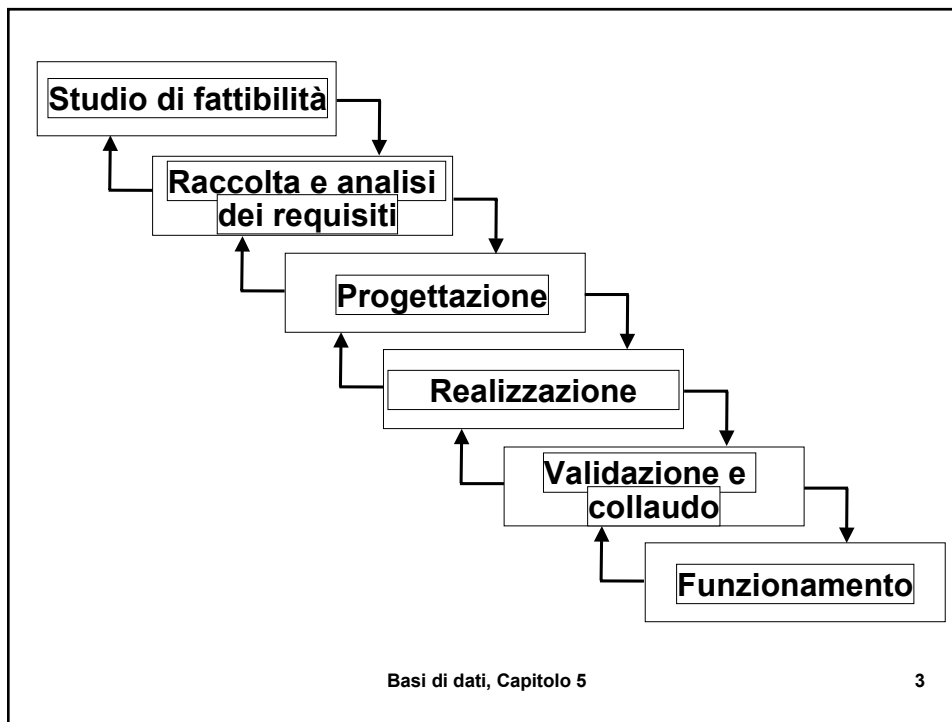 Studio di fattibilità
Raccolta e analisi
dei requisiti
Progettazione
Realizzazione
Validazione e
collaudo
Funzionamento
Basi di dati, Capitolo 5 3